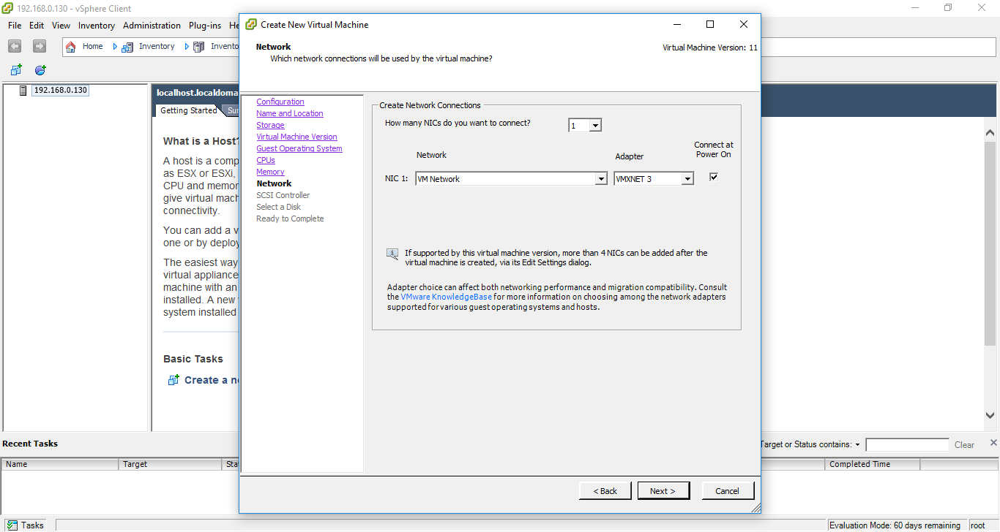 192.168.0.130 - vSphere Client
File Edit View Inventory Administration Plug-ins
Home Inventory
192.168.0.130
localhost.localdoma
Getting Started
What is a Host?
A host is a comp
as ESX or ESXi,
CPU and memor
give virtual mach
connectivity.
You can add a v
one or by deploy
The easiest way
virtual appliance
machine with an
installed. A new
system installed
Basic Tasks
Create a ne
Create New Virtual Machine
Network
Which network connections will be used by the virtual machine?
Virtual Machine Version: 11
Configuration
Name and Location
Storage
Virtual Machine Version
Guest Operating System
CPUs
Memory
Network
SCSI Controller
Select a Disk
Ready to Complete
Create Network Connections
How many NICs do you want to connect? 1
Network Adapter Connect at
Power On
NIC 1: VM Network VMXNET 3
If supported by this virtual machine version, more than 4 NICs can be added after the
virtual machine is created, via its Edit Settings dialog.
Adapter choice can affect both networking performance and migration compatibility. Consult
the VMware KnowledgeBase for more information on choosing among the network adapters
supported for various guest operating systems and hosts.
< Back Next > Cancel
Recent Tasks
Target or Status contains: Clear
Name Target Sta Completed Time
Tasks Evaluation Mode: 60 days remaining root